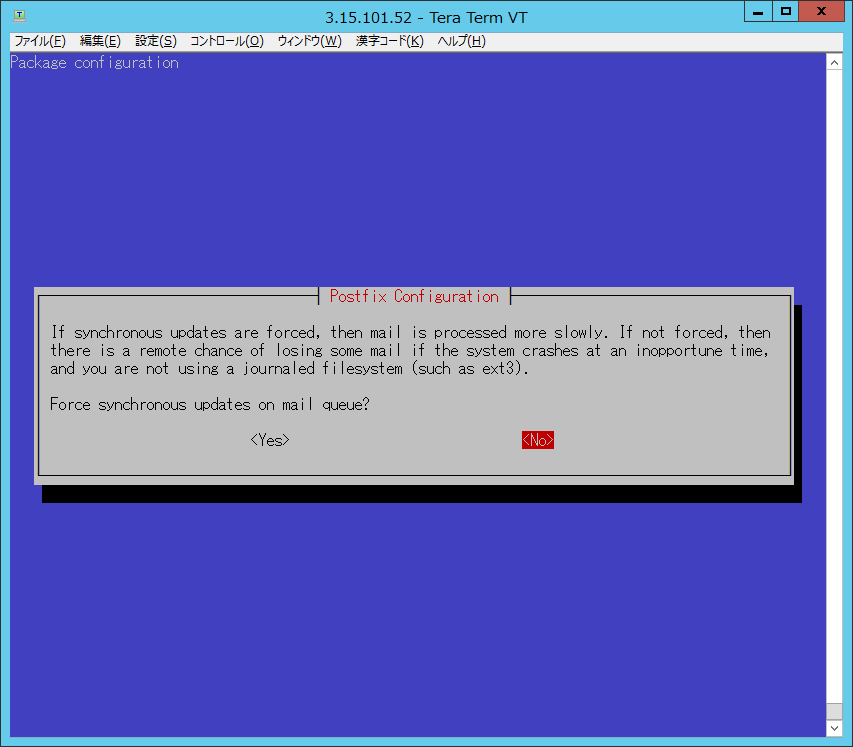 3.15.101.52 - Tera Term VT
ファイル(F) 編集(E) 設定(S) コントロール(O) ウィンドウ(W) 漢字コード(K) ヘルプ(H)
Package configuration
Postfix Configuration
If synchronous updates are forced, then mail is processed more slowly. If not forced, then
there is a remote chance of losing some mail if the system crashes at an inopportune time,
and you are not using a journaled filesystem (such as ext3).
Force synchronous updates on mail queue?
<Yes> <No>